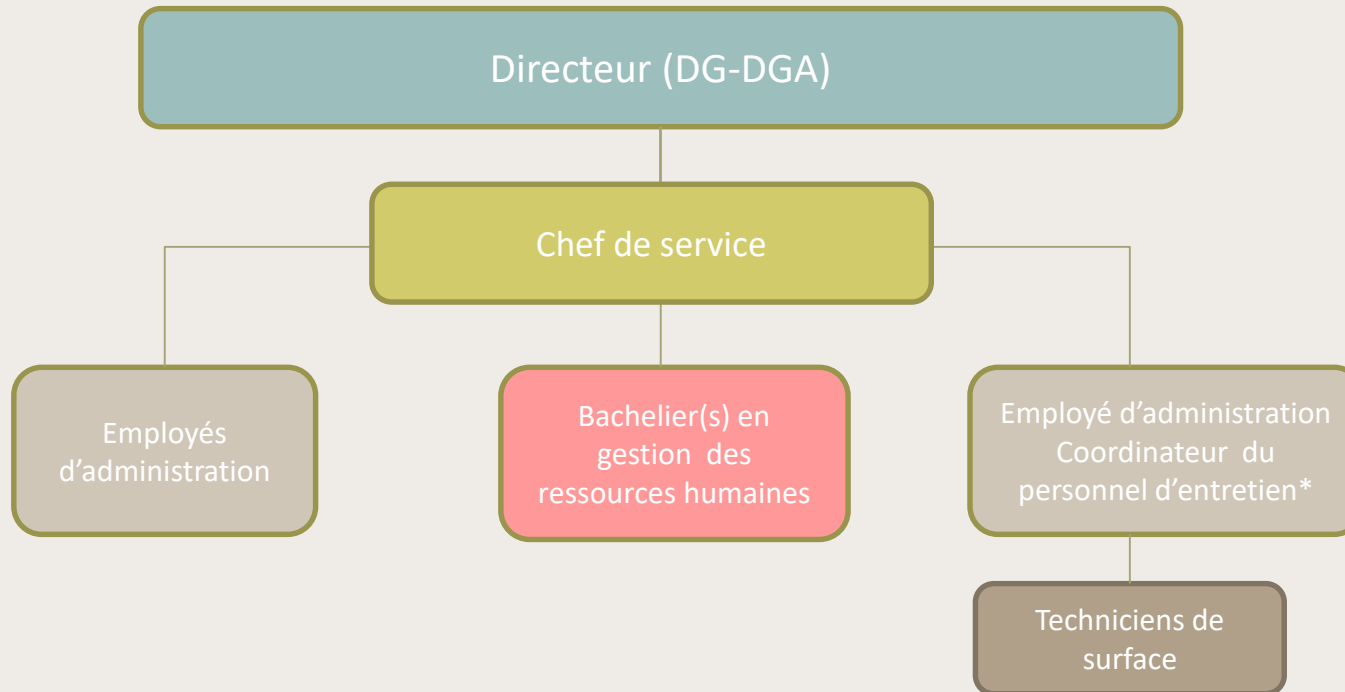 Directeur (DG-DGA)
Chef de service
Employés
d’administration
Bachelier(s) en
gestion des
ressources humaines
Employé d’administration
Coordinateur du
personnel d’entretien*
Techniciens de
surface